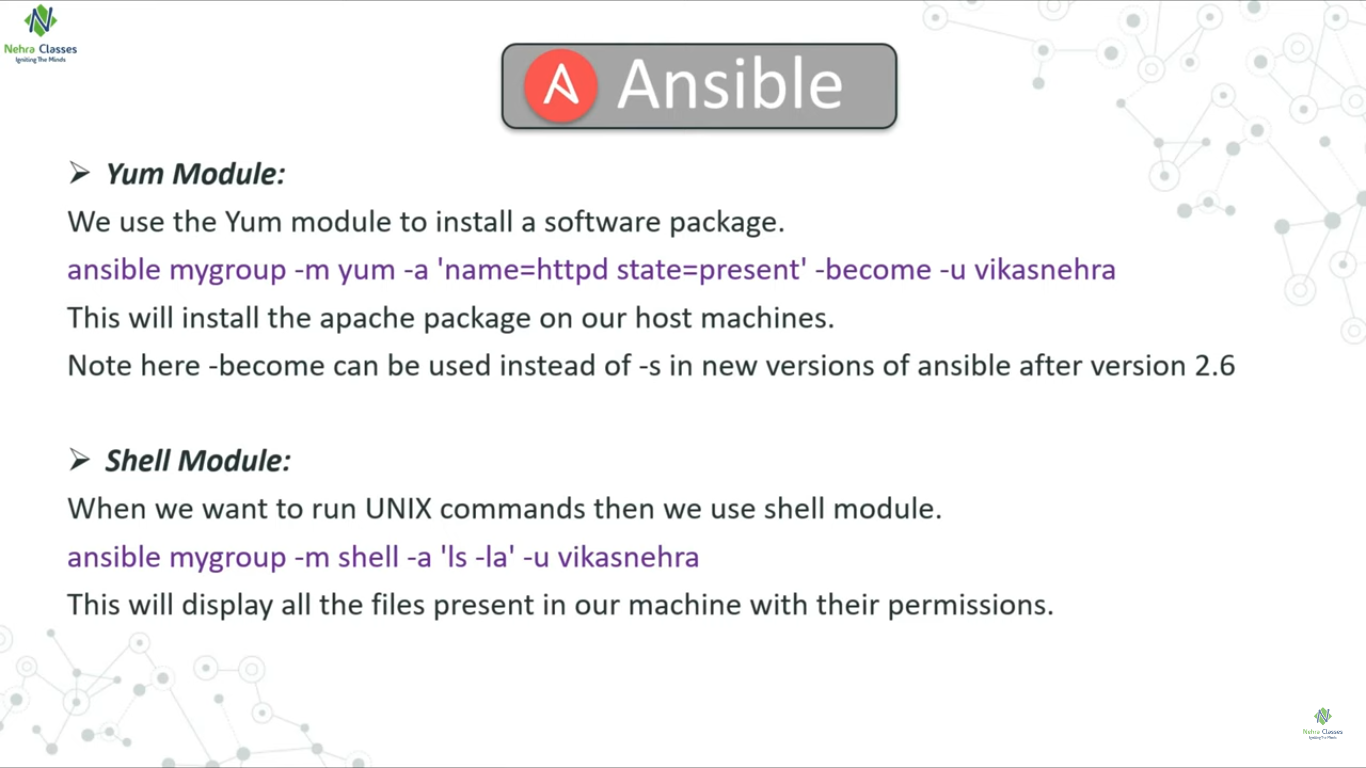 Nehra Classes
Igniting The Minds
Ansible
Yum Module:
We use the Yum module to install a software package.
ansible mygroup -m yum -a 'name=httpd state=present' -become -u vikasnehra
This will install the apache package on our host machines.
Note here -become can be used instead of -s in new versions of ansible after version 2.6
Shell Module:
When we want to run UNIX commands then we use shell module.
ansible mygroup -m shell -a 'ls -la' -u vikasnehra
This will display all the files present in our machine with their permissions.
Nehra Classes
Igniting The Minds